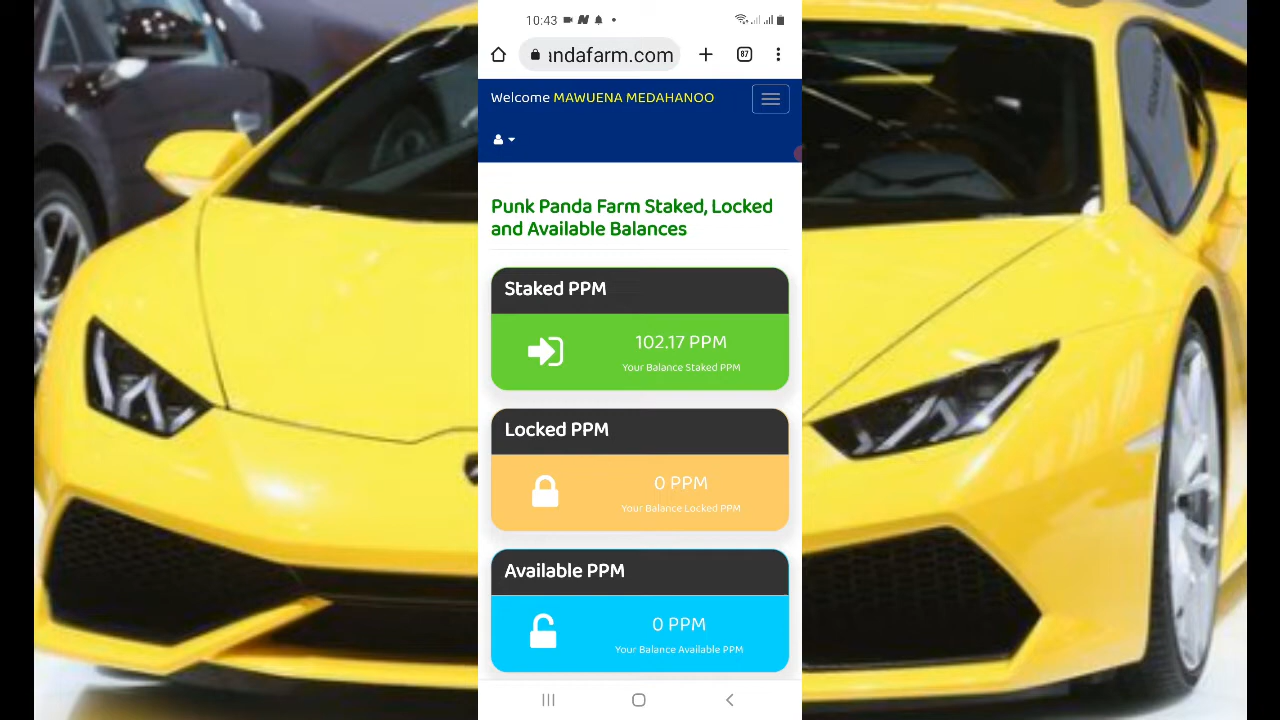 10:43
andafarm.com
87
Welcome MAWUENA MEDAHANOO
Punk Panda Farm Staked, Locked
and Available Balances
Staked PPM
102.17 PPM
Your Balance Staked PPM
Locked PPM
0 PPM
Your Balance Locked PPM
Available PPM
0 PPM
Your Balance Available PPM